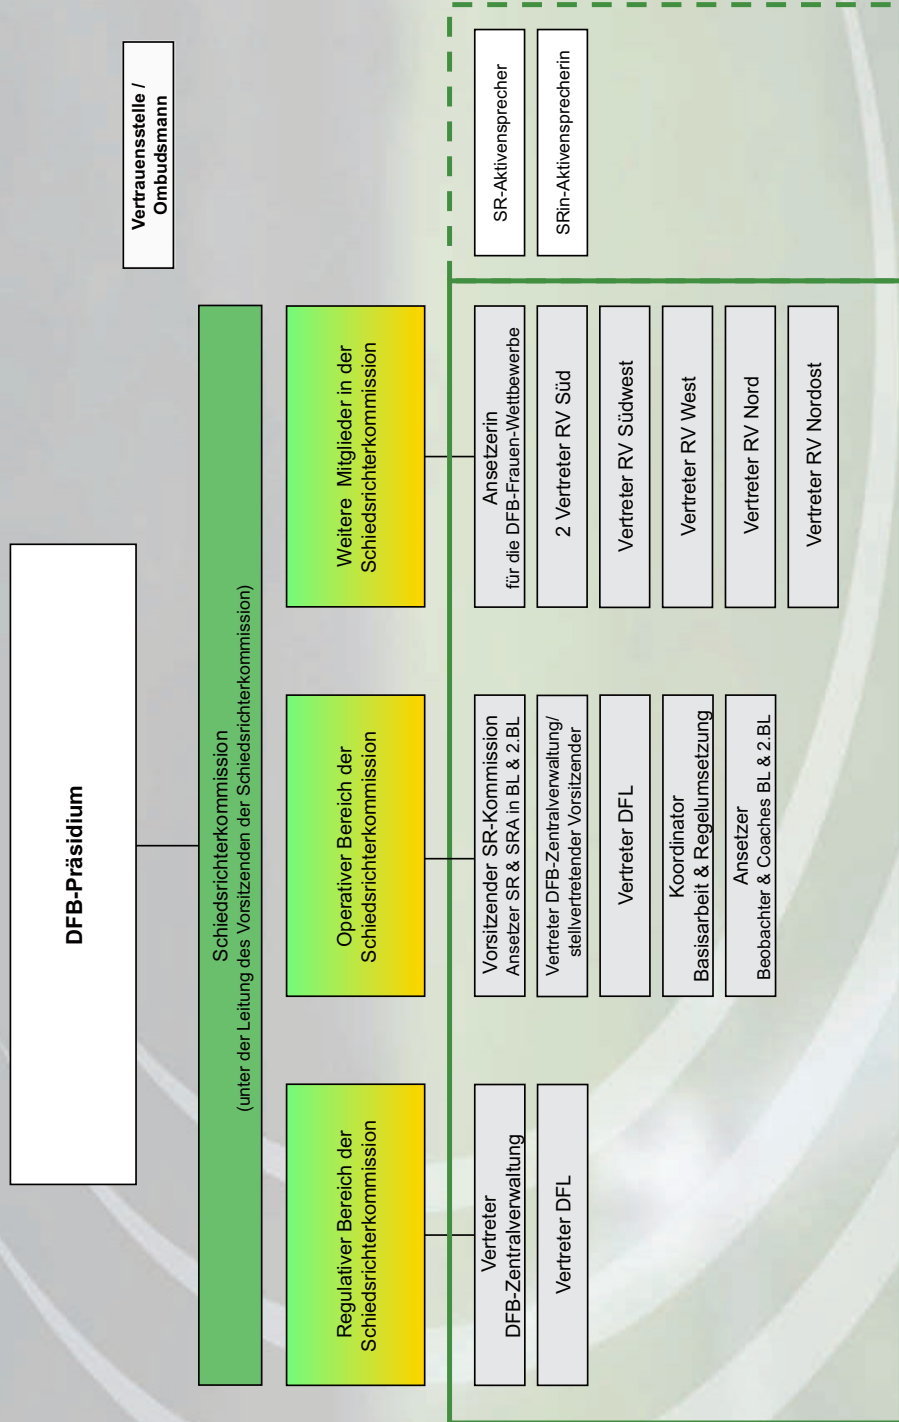 DFB-Präsidium
Vertrauensstelle /
Ombudsmann
Schiedsrichterkommission
(unter der Leitung des Vorsitzenden der Schiedsrichterkommission)
Regulativer Bereich der
Schiedsrichterkommission
Vertreter
DFB-Zentralverwaltung
Vertreter DFL
Operativer Bereich der
Schiedsrichterkommission
Vorsitzender SR-Kommission
Ansetzer SR & SRA in BL & 2.BL
Vertreter DFB-Zentralverwaltung/
stellvertretender Vorsitzender
Vertreter DFL
Koordinator
Basisarbeit & Regelumsetzung
Ansetzer
Beobachter & Coaches BL & 2.BL
Weitere Mitglieder in der
Schiedsrichterkommission
Ansetzerin
für die DFB-Frauen-Wettbewerbe
2 Vertreter RV Süd
Vertreter RV Südwest
Vertreter RV West
Vertreter RV Nord
Vertreter RV Nordost
SR-Aktivensprecher
SRin-Aktivensprecherin